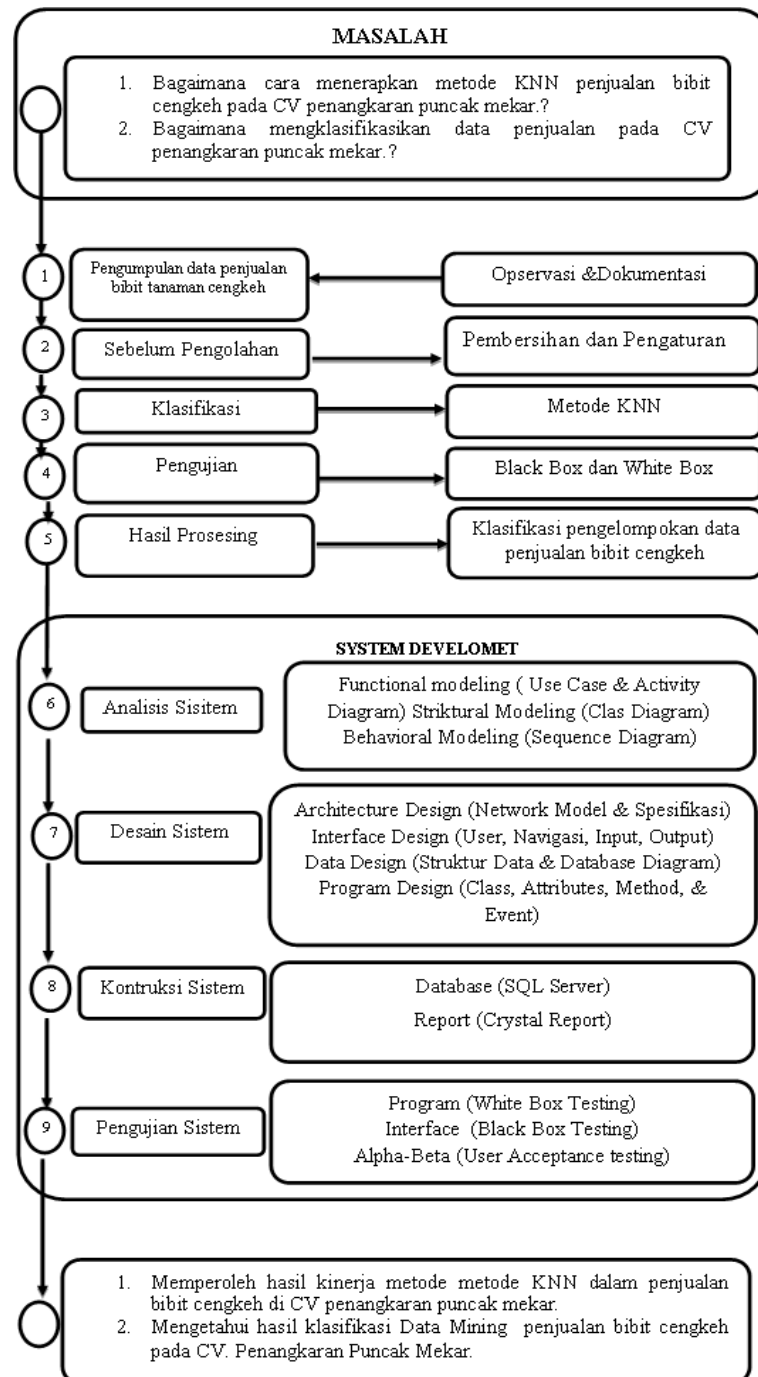 MASALAH
1. Bagaimana cara menerapkan metode KNN penjualan bibit
cengkeh pada CV penangkaran puncak mekar.?
2. Bagaimana mengklasifikasikan data penjualan pada CV
penangkaran puncak mekar.?
1
Pengumpulan data penjualan
bibit tanaman cengkeh
Opservasi &Dokumentasi
2
Sebelum Pengolahan
Pembersihan dan Pengaturan
3
Klasifikasi
Metode KNN
4
Pengujian
Black Box dan White Box
5
Hasil Prosesing
Klasifikasi pengelompokan data
penjualan bibit cengkeh
SYSTEM DEVELOMET
6
Analisis Sisitem
Functional modeling ( Use Case & Activity
Diagram) Striktural Modeling (Clas Diagram)
Behavioral Modeling (Sequence Diagram)
7
Desain Sistem
Architecture Design (Network Model & Spesifikasi)
Interface Design (User, Navigasi, Input, Output)
Data Design (Struktur Data & Database Diagram)
Program Design (Class, Attributes, Method, &
Event)
8
Kontruksi Sistem
Database (SQL Server)
Report (Crystal Report)
9
Pengujian Sistem
Program (White Box Testing)
Interface (Black Box Testing)
Alpha-Beta (User Acceptance testing)
1. Memperoleh hasil kinerja metode metode KNN dalam penjualan
bibit cengkeh di CV penangkaran puncak mekar.
2. Mengetahui hasil klasifikasi Data Mining penjualan bibit cengkeh
pada CV. Penangkaran Puncak Mekar.